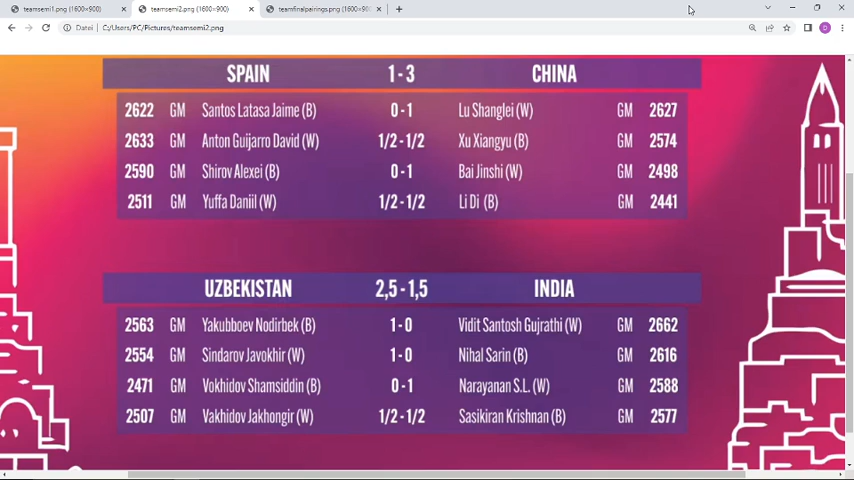 teamsemi1.png (1600×900)
teamsemi2.png (1600×900)
teamfinalpairings.png (1600×900
Datei
C:/Users/PC/Pictures/teamsemi2.png
D
SPAIN 1 - 3 CHINA
2622 GM Santos Latasa Jaime (B) 0 - 1 Lu Shanglei (W) GM 2627
2633 GM Anton Guijarro David (W) 1/2 - 1/2 Xu Xiangyu (B) GM 2574
2590 GM Shirov Alexei (B) 0 - 1 Bai Jinshi (W) GM 2498
2511 GM Yuffa Daniil (W) 1/2 - 1/2 Li Di (B) GM 2441
UZBEKISTAN 2,5 - 1,5 INDIA
2563 GM Yakubboev Nodirbek (B) 1 - 0 Vidit Santosh Gujrathi (W) GM 2662
2554 GM Sindarov Javokhir (W) 1 - 0 Nihal Sarin (B) GM 2616
2471 GM Vokhidov Shamsiddin (B) 0 - 1 Narayanan S.L. (W) GM 2588
2507 GM Vakhidov Jakhongir (W) 1/2 - 1/2 Sasikiran Krishnan (B) GM 2577